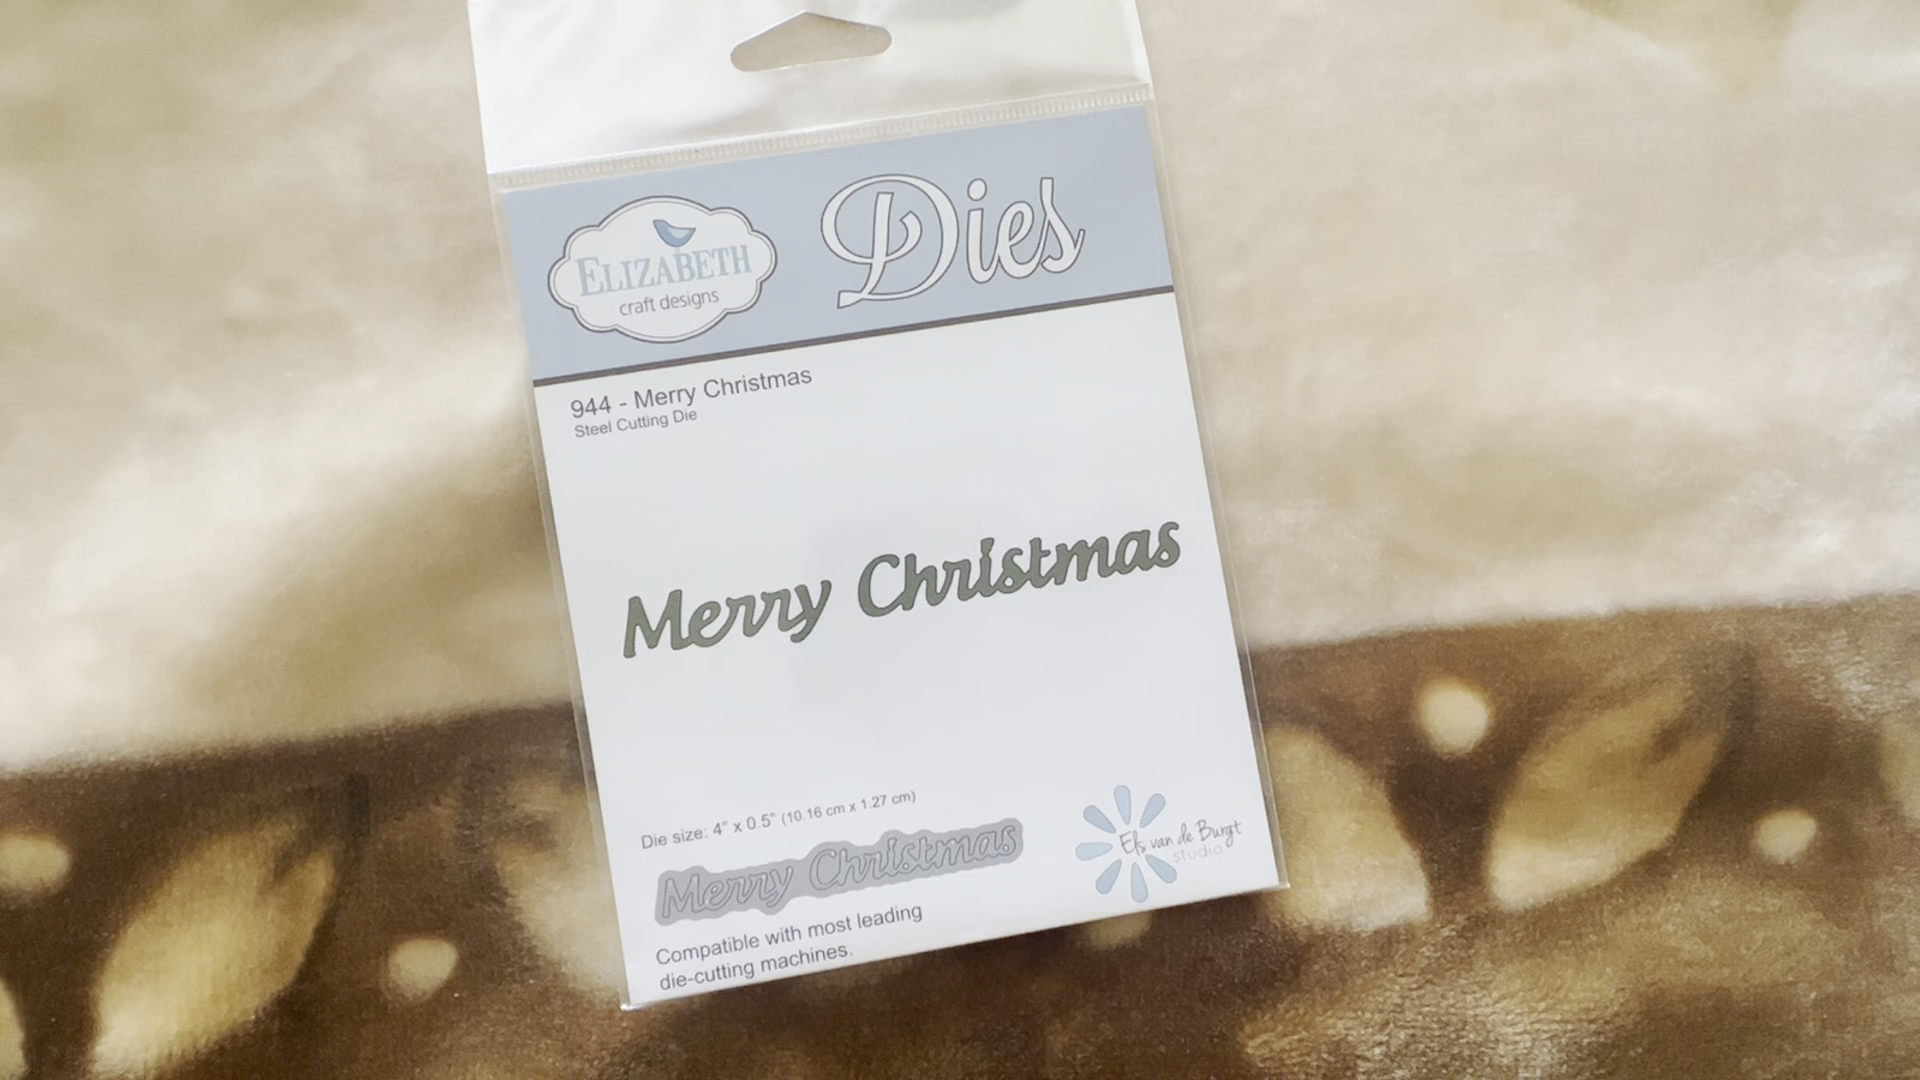 ELIZABETH
craft designs
Dies
944 - Merry Christmas
Steel Cutting Die
Merry Christmas
Die size: 4" x 0.5" (10.16 cm x 1.27 cm)
Merry Christmas
Els van de Burgt
studio
Compatible with most leading
die-cutting machines.